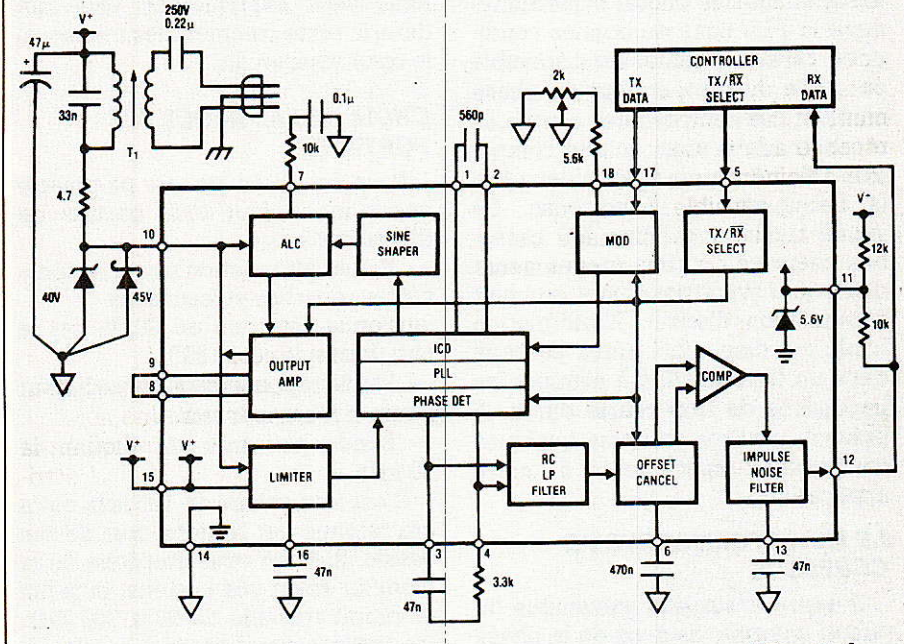 250V
0.22µ
V+
47µ
+
33n
T1
4.7
40V
45V
10k
0.1µ
560p
2k
5.6k
CONTROLLER
TX DATA
TX/R̅X̅ SELECT
RX DATA
7
1
2
18
17
5
10
ALC
SINE SHAPER
MOD
TX/R̅X̅ SELECT
V+
12k
11
10k
5.6V
9
8
OUTPUT AMP
ICO
PLL
PHASE DET
COMP
V+
V+
15
LIMITER
RC LP FILTER
OFFSET CANCEL
IMPULSE NOISE FILTER
12
14
16
3
4
6
13
47n
47n
3.3k
470n
47n